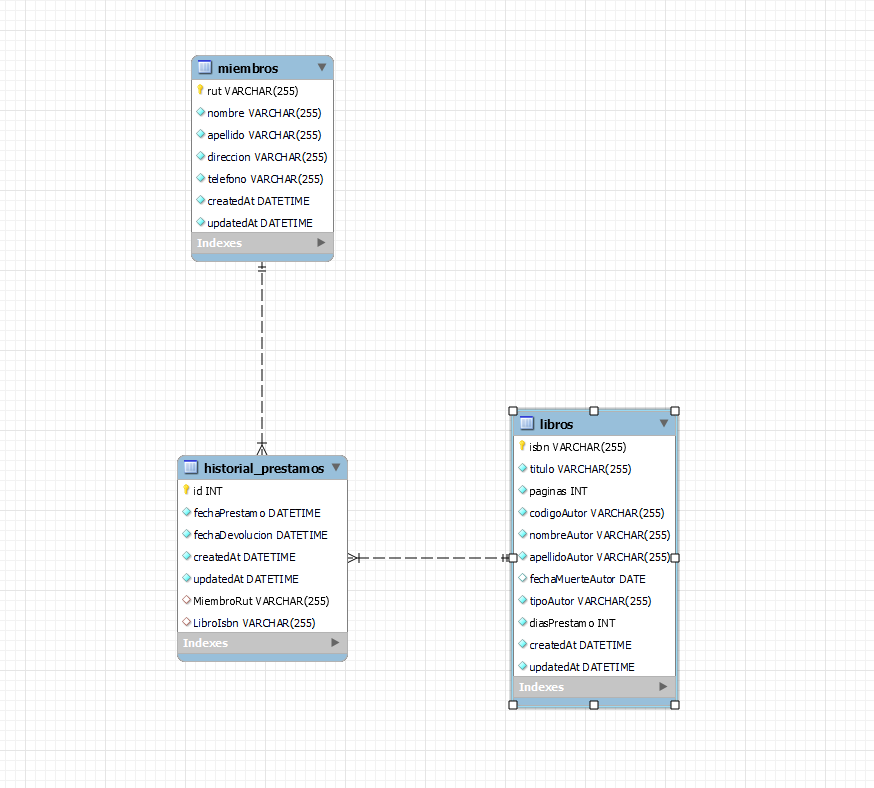 miembros
rut VARCHAR(255)
nombre VARCHAR(255)
apellido VARCHAR(255)
direccion VARCHAR(255)
telefono VARCHAR(255)
createdAt DATETIME
updatedAt DATETIME
Indexes
historial_prestamos
id INT
fechaPrestamo DATETIME
fechaDevolucion DATETIME
createdAt DATETIME
updatedAt DATETIME
MiembroRut VARCHAR(255)
LibroIsbn VARCHAR(255)
Indexes
libros
isbn VARCHAR(255)
titulo VARCHAR(255)
paginas INT
codigoAutor VARCHAR(255)
nombreAutor VARCHAR(255)
apellidoAutor VARCHAR(255)
fechaMuerteAutor DATE
tipoAutor VARCHAR(255)
diasPrestamo INT
createdAt DATETIME
updatedAt DATETIME
Indexes